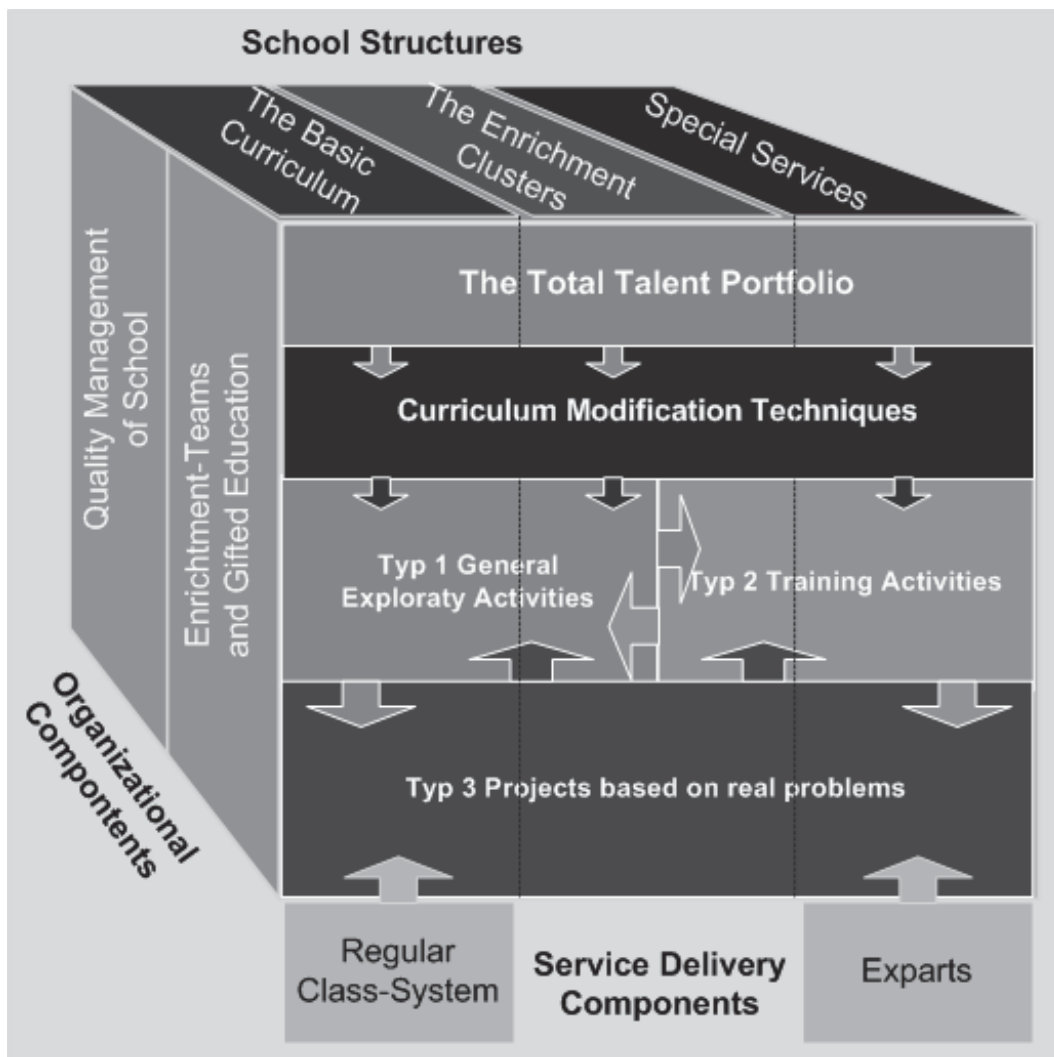 School Structures
The Basic
Curriculum
The Enrichment
Clusters
Special Services
Quality Management
of School
Enrichtment-Teams
and Gifted Education
Organizational
Compontents
The Total Talent Portfolio
Curriculum Modification Techniques
Typ 1 General
Exploraty Activities
Typ 2 Training Activities
Typ 3 Projects based on real problems
Regular
Class-System
Service Delivery
Components
Exparts